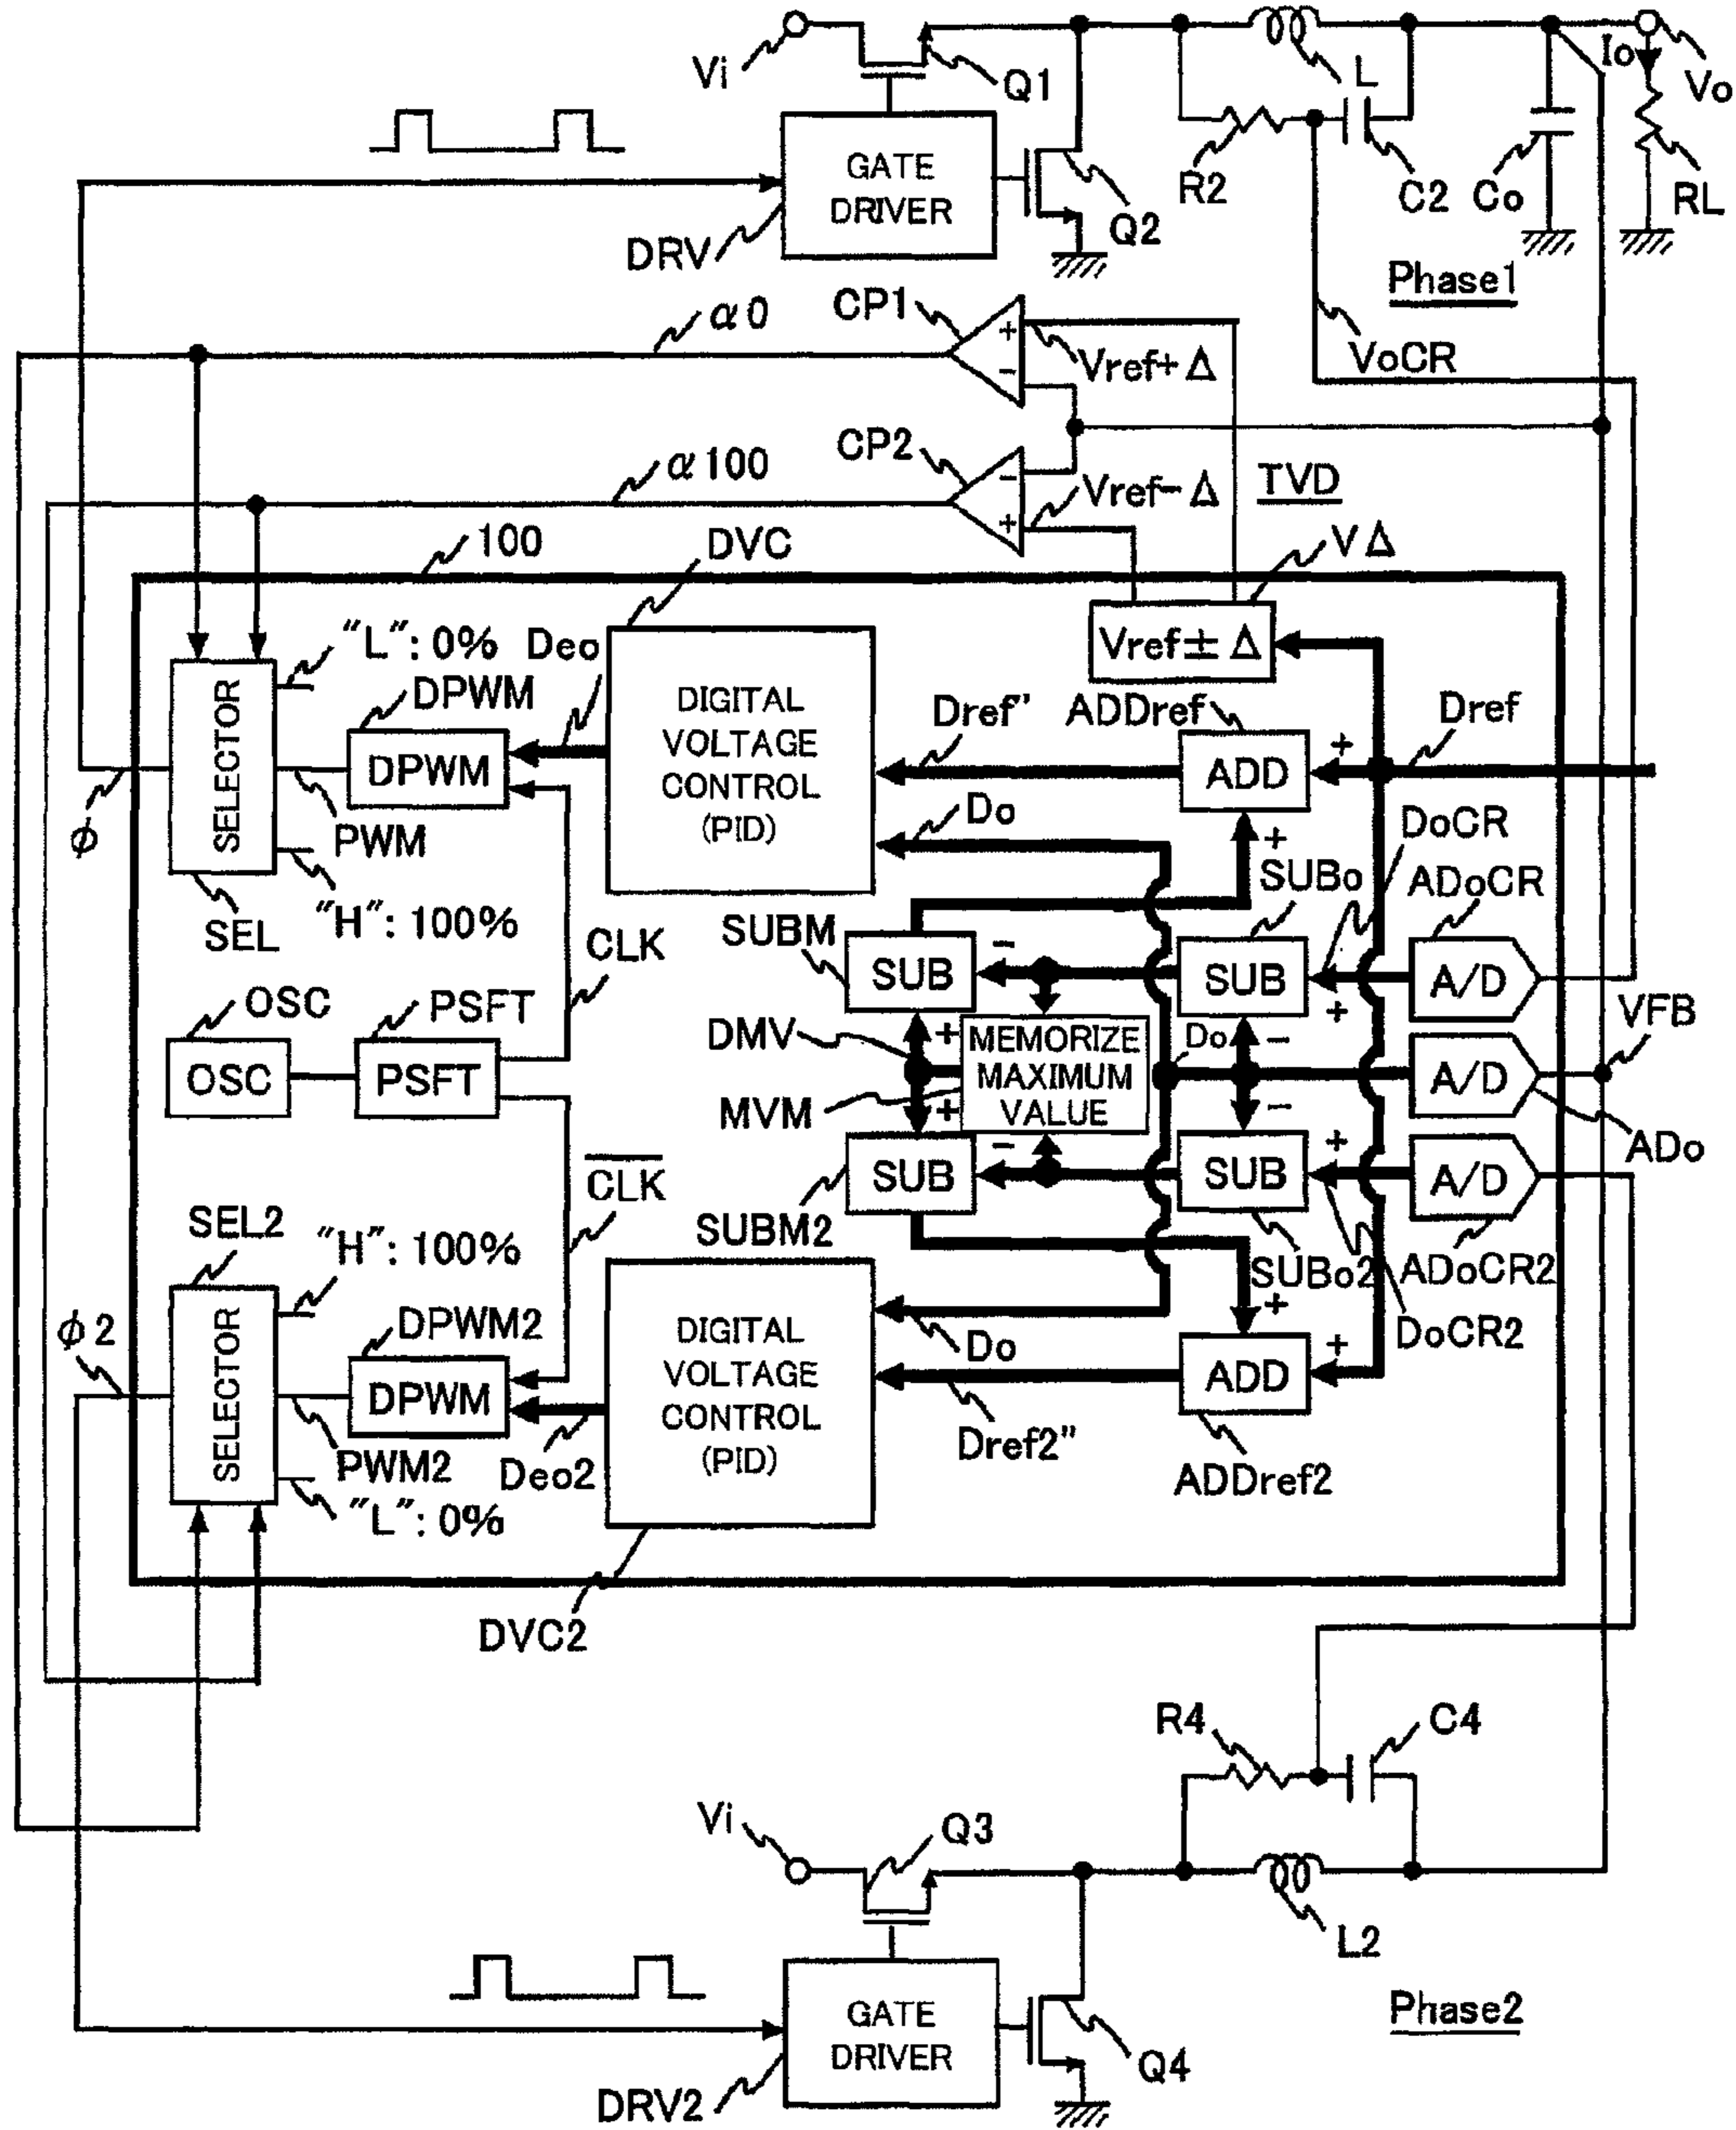 Vi
Q1
L
Io
Vo
GATE
DRIVER
DRV
Q2
R2
C2
Co
RL
Phase1
α0
CP1
+
−
Vref+Δ
VoCR
α100
CP2
−
+
Vref−Δ
TVD
100
DVC
VΔ
Vref±Δ
"L": 0%
Deo
DPWM
SELECTOR
DPWM
DIGITAL
VOLTAGE
CONTROL
(PID)
Dref"
ADDref
Dref
ADD
+
+
ϕ
PWM
Do
DoCR
SEL
"H": 100%
SUBo
ADoCR
SUBM
CLK
SUB
−
SUB
+
A/D
OSC
PSFT
DMV
+
MEMORIZE
MAXIMUM
VALUE
Do
−
VFB
OSC
PSFT
A/D
MVM
+
−
ADo
CLK
SUB
−
SUB
+
A/D
SEL2
"H": 100%
SUBM2
SUBo2
ADoCR2
ϕ2
DPWM2
SELECTOR
DPWM
DIGITAL
VOLTAGE
CONTROL
(PID)
Do
+
DoCR2
ADD
+
PWM2
Deo2
Dref2"
ADDref2
"L": 0%
DVC2
R4
C4
Vi
Q3
L2
GATE
DRIVER
DRV2
Q4
Phase2